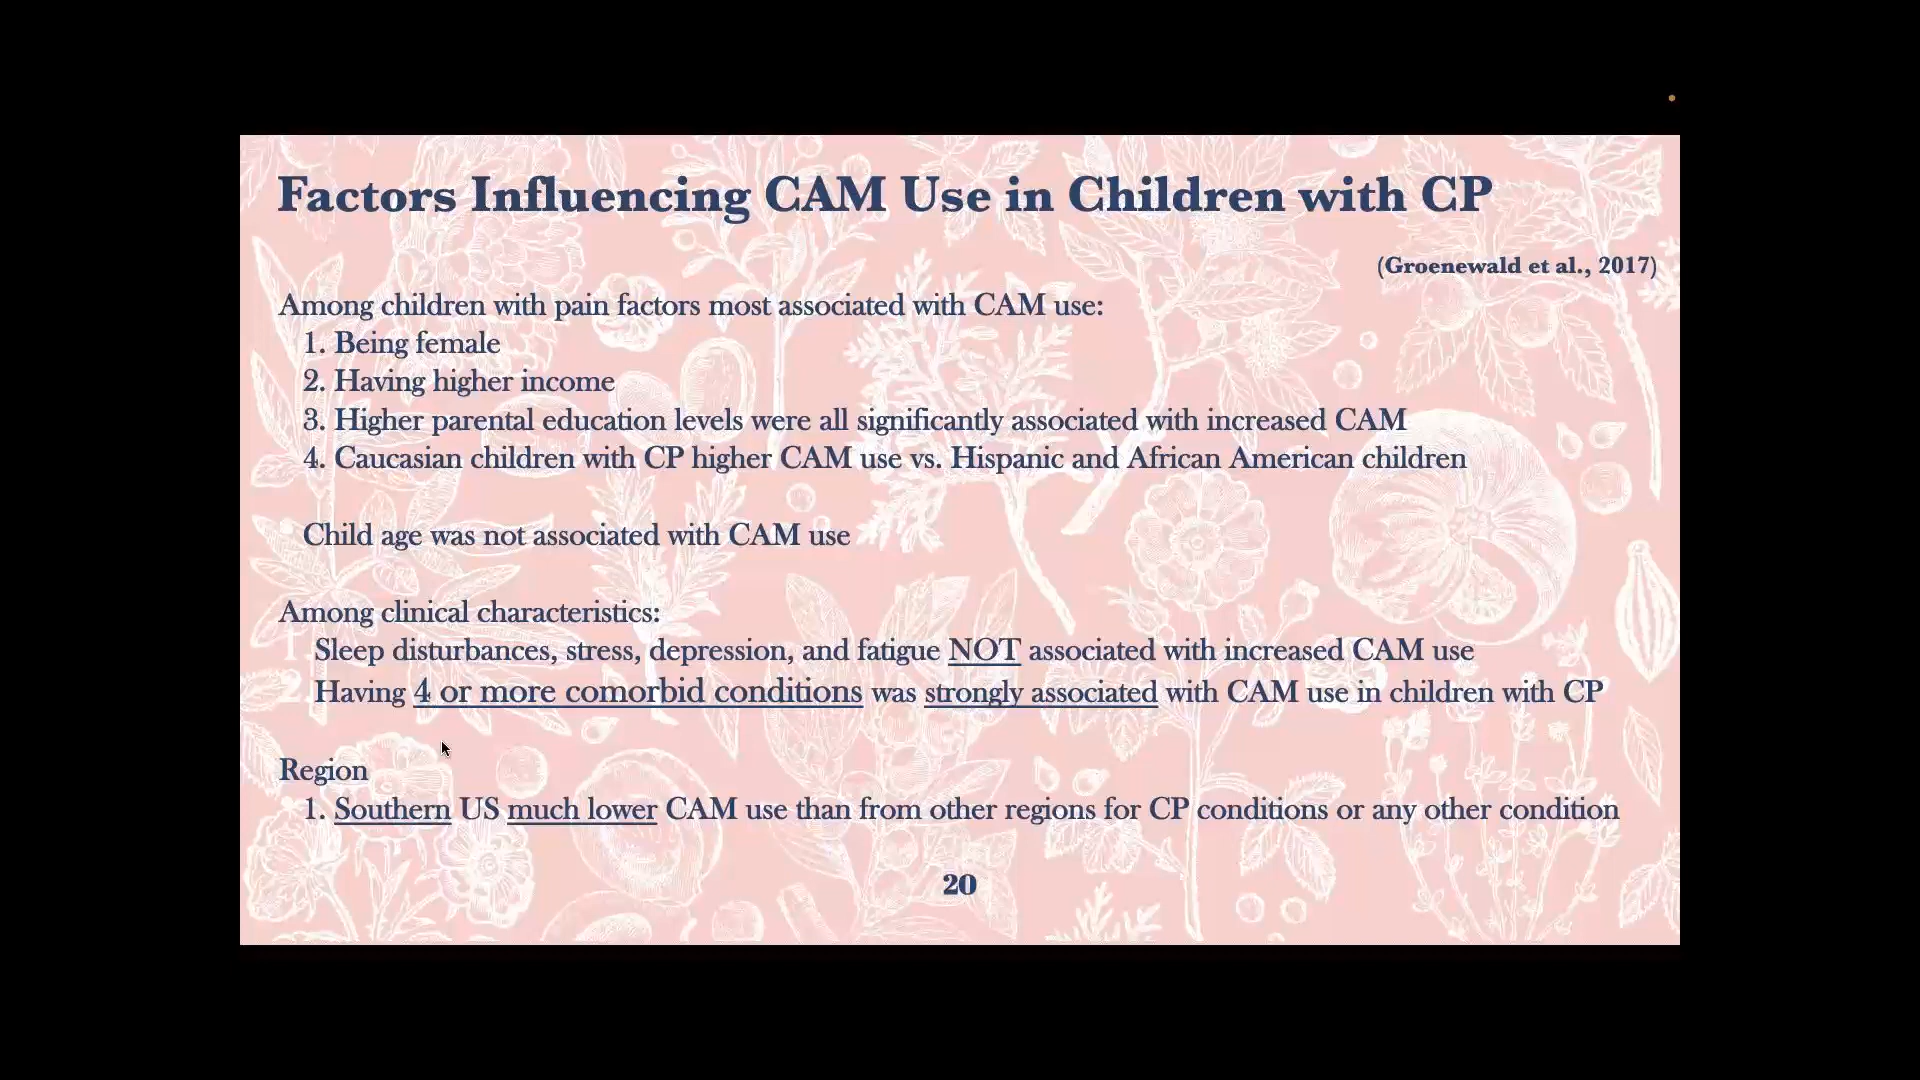 Factors Influencing CAM Use in Children with CP
(Groenewald et al., 2017)
Among children with pain factors most associated with CAM use:
1. Being female
2. Having higher income
3. Higher parental education levels were all significantly associated with increased CAM
4. Caucasian children with CP higher CAM use vs. Hispanic and African American children
Child age was not associated with CAM use
Among clinical characteristics:
1. Sleep disturbances, stress, depression, and fatigue NOT associated with increased CAM use
2. Having 4 or more comorbid conditions was strongly associated with CAM use in children with CP
Region
1. Southern US much lower CAM use than from other regions for CP conditions or any other condition
20